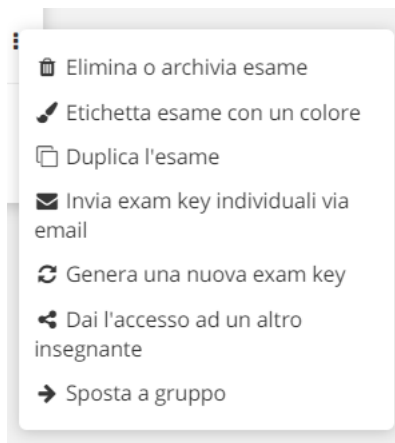 Elimina o archivia esame
Etichetta esame con un colore
Duplica l'esame
Invia exam key individuali via
email
Genera una nuova exam key
Dai l'accesso ad un altro
insegnante
Sposta a gruppo